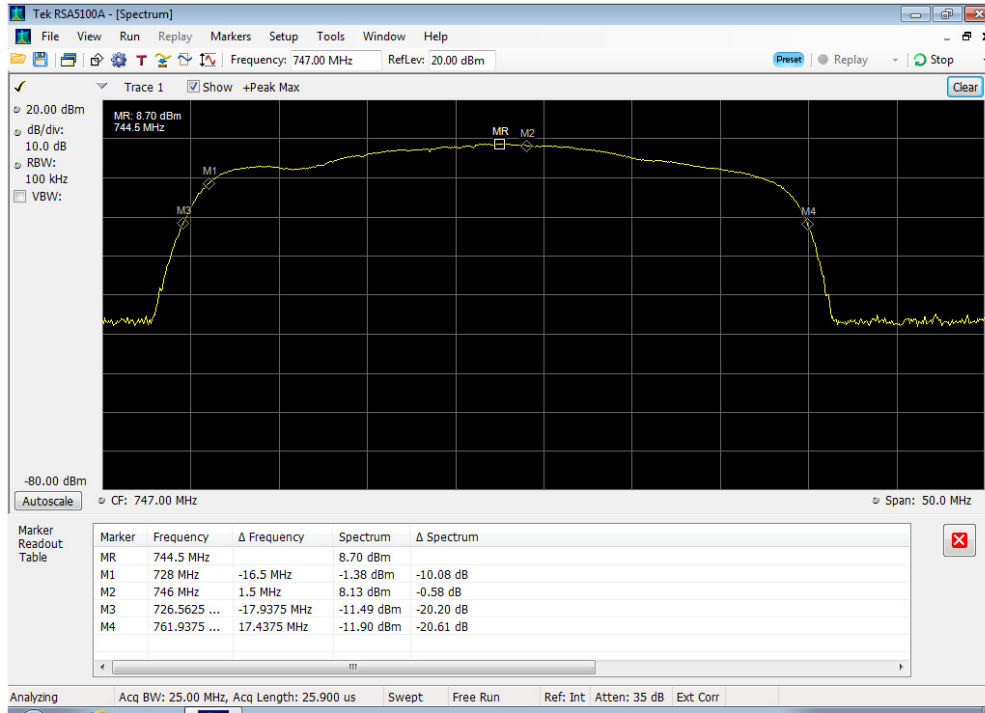 Tek RSA5100A - [Spectrum]
File View Run Replay Markers Setup Tools Window Help
T Frequency: 747.00 MHz RefLev: 20.00 dBm Preset Replay Stop
Trace 1 Show +Peak Max Clear
20.00 dBm
dB/div:
10.0 dB
RBW:
100 kHz
VBW:
MR: 8.70 dBm
744.5 MHz
MR M2
M1
M3 M4
-80.00 dBm
Autoscale CF: 747.00 MHz Span: 50.0 MHz
Marker
Readout
Table
Marker Frequency Δ Frequency Spectrum Δ Spectrum
MR 744.5 MHz 8.70 dBm
M1 728 MHz -16.5 MHz -1.38 dBm -10.08 dB
M2 746 MHz 1.5 MHz 8.13 dBm -0.58 dB
M3 726.5625 ... -17.9375 MHz -11.49 dBm -20.20 dB
M4 761.9375 ... 17.4375 MHz -11.90 dBm -20.61 dB
Analyzing Acq BW: 25.00 MHz, Acq Length: 25.900 us Swept Free Run Ref: Int Atten: 35 dB Ext Corr